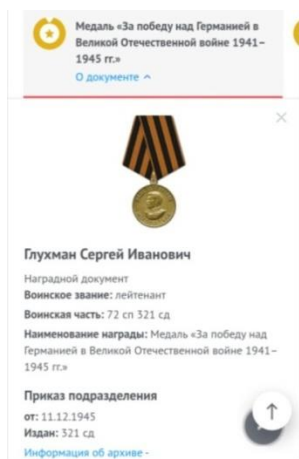 Медаль «За победу над Германией в
Великой Отечественной войне 1941–
1945 гг.»
О документе
Глухман Сергей Иванович
Наградной документ
Воинское звание: лейтенант
Воинская часть: 72 сп 321 сд
Наименование награды: Медаль «За победу над
Германией в Великой Отечественной войне 1941–
1945 гг.»
Приказ подразделения
от: 11.12.1945
Издан: 321 сд
Информация об архиве -